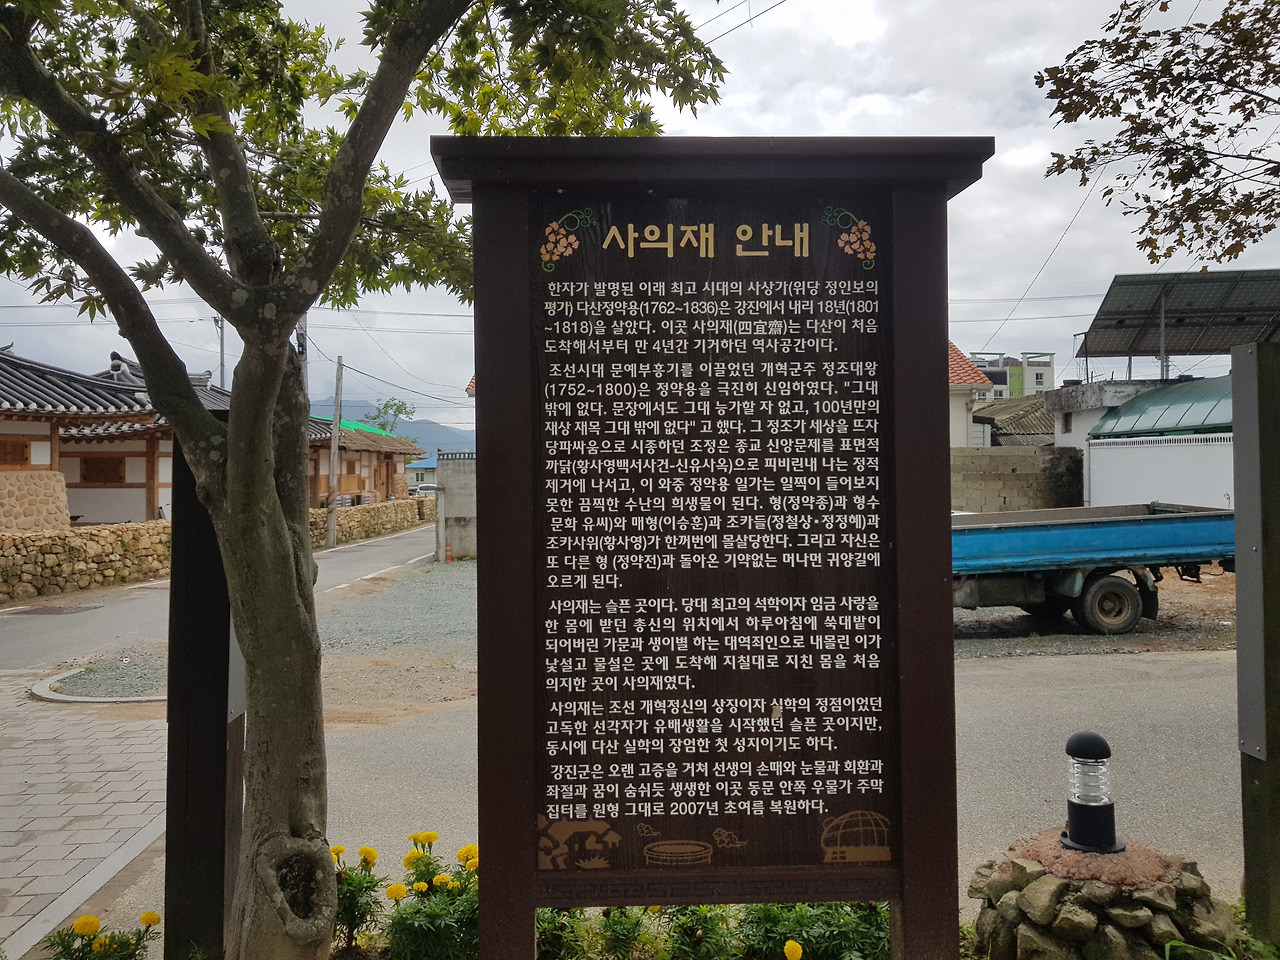 사의재 안내
한자가 발명된 이래 최고 시대의 사상가(위당 정인보의
평가) 다산정약용(1762~1836)은 강진에서 내리 18년(1801
~1818)을 살았다. 이곳 사의재(四宜齋)는 다산이 처음
도착해서부터 만 4년간 기거하던 역사공간이다.
조선시대 문예부흥기를 이끌었던 개혁군주 정조대왕
(1752~1800)은 정약용을 극진히 신임하였다. "그대
밖에 없다. 문장에서도 그대 능가할 자 없고, 100년만의
재상 재목 그대 밖에 없다" 고 했다. 그 정조가 세상을 뜨자
당파싸움으로 시종하던 조정은 종교 신앙문제를 표면적
까닭(황사영백서사건-신유사옥)으로 피비린내 나는 정적
제거에 나서고, 이 와중 정약용 일가는 일찍이 들어보지
못한 끔찍한 수난의 희생물이 된다. 형(정약종)과 형수
문화 유씨)와 매형(이승훈)과 조카들(정철상·정정혜)과
조카사위(황사영)가 한꺼번에 몰살당한다. 그리고 자신은
또 다른 형 (정약전)과 돌아온 기약없는 머나먼 귀양길에
오르게 된다.
사의재는 슬픈 곳이다. 당대 최고의 석학이자 임금 사랑을
한 몸에 받던 총신의 위치에서 하루아침에 쑥대밭이
되어버린 가문과 생이별 하는 대역죄인으로 내몰린 이가
낯설고 물설은 곳에 도착해 지칠대로 지친 몸을 처음
의지한 곳이 사의재였다.
사의재는 조선 개혁정신의 상징이자 실학의 정점이었던
고독한 선각자가 유배생활을 시작했던 슬픈 곳이지만,
동시에 다산 실학의 장엄한 첫 성지이기도 하다.
강진군은 오랜 고증을 거쳐 선생의 손때와 눈물과 회환과
좌절과 꿈이 숨쉬듯 생생한 이곳 동문 안쪽 우물가 주막
집터를 원형 그대로 2007년 초여름 복원하다.